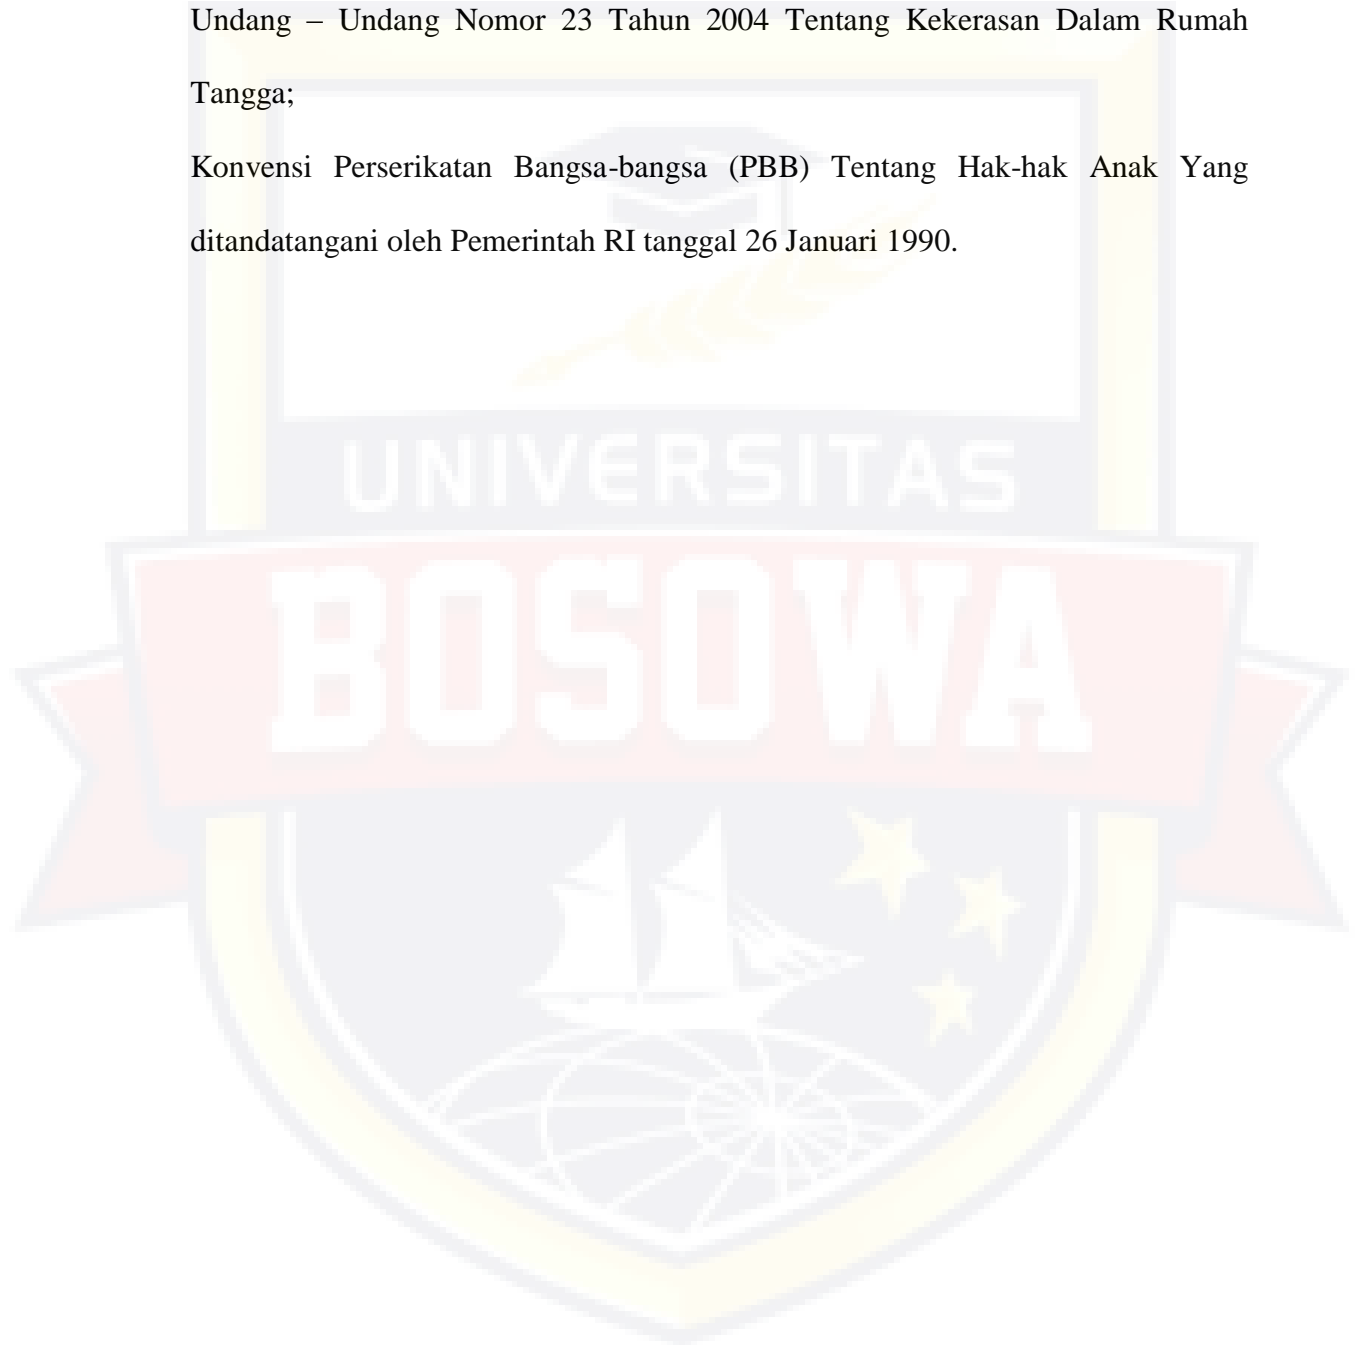 Undang – Undang Nomor 23 Tahun 2004 Tentang Kekerasan Dalam Rumah
Tangga;
Konvensi Perserikatan Bangsa-bangsa (PBB) Tentang Hak-hak Anak Yang
ditandatangani oleh Pemerintah RI tanggal 26 Januari 1990.
UNIVERSITAS
BOSOWA